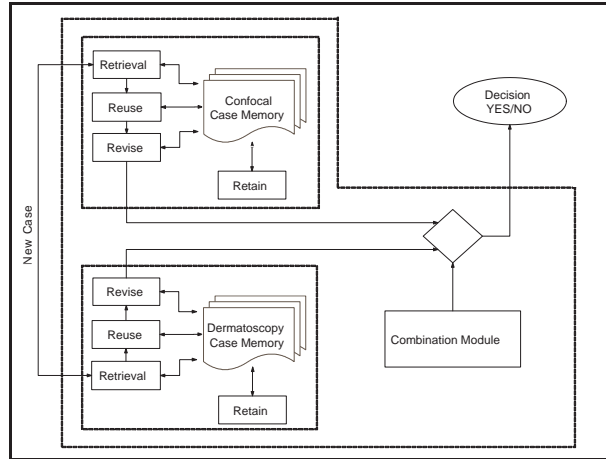 New Case
Retrieval
Reuse
Revise
Confocal
Case Memory
Retain
Decision
YES/NO
Revise
Reuse
Retrieval
Dermatoscopy
Case Memory
Retain
Combination Module